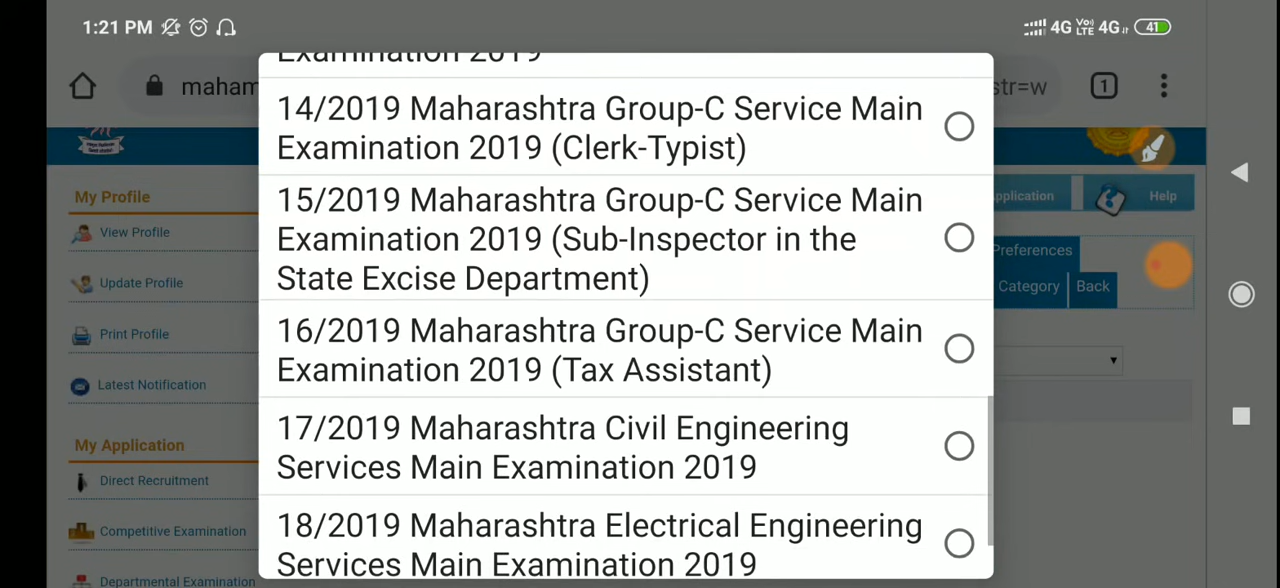 1:21 PM 4G Vo) LTE 4G 41
maham str=w 1
Examination 2019
14/2019 Maharashtra Group-C Service Main
Examination 2019 (Clerk-Typist)
15/2019 Maharashtra Group-C Service Main
Examination 2019 (Sub-Inspector in the
State Excise Department)
16/2019 Maharashtra Group-C Service Main
Examination 2019 (Tax Assistant)
17/2019 Maharashtra Civil Engineering
Services Main Examination 2019
18/2019 Maharashtra Electrical Engineering
Services Main Examination 2019
My Profile
View Profile
Update Profile
Print Profile
Latest Notification
My Application
Direct Recruitment
Competitive Examination
Departmental Examination
pplication Help
Preferences
Category Back